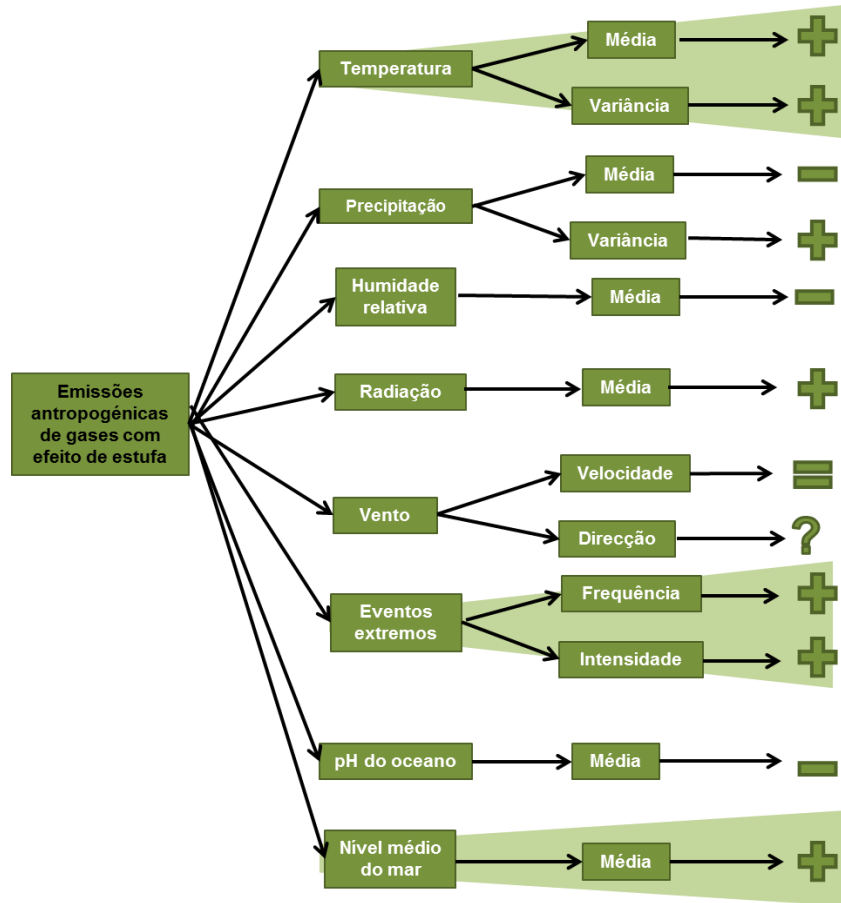 Temperatura
Média
+
Variância
+
Precipitação
Média
-
Variância
+
Humidade
relativa
Média
-
Emissões
antropogénicas
de gases com
efeito de estufa
Radiação
Média
+
Vento
Velocidade
=
Direcção
?
Eventos
extremos
Frequência
+
Intensidade
+
pH do oceano
Média
-
Nível médio
do mar
Média
+